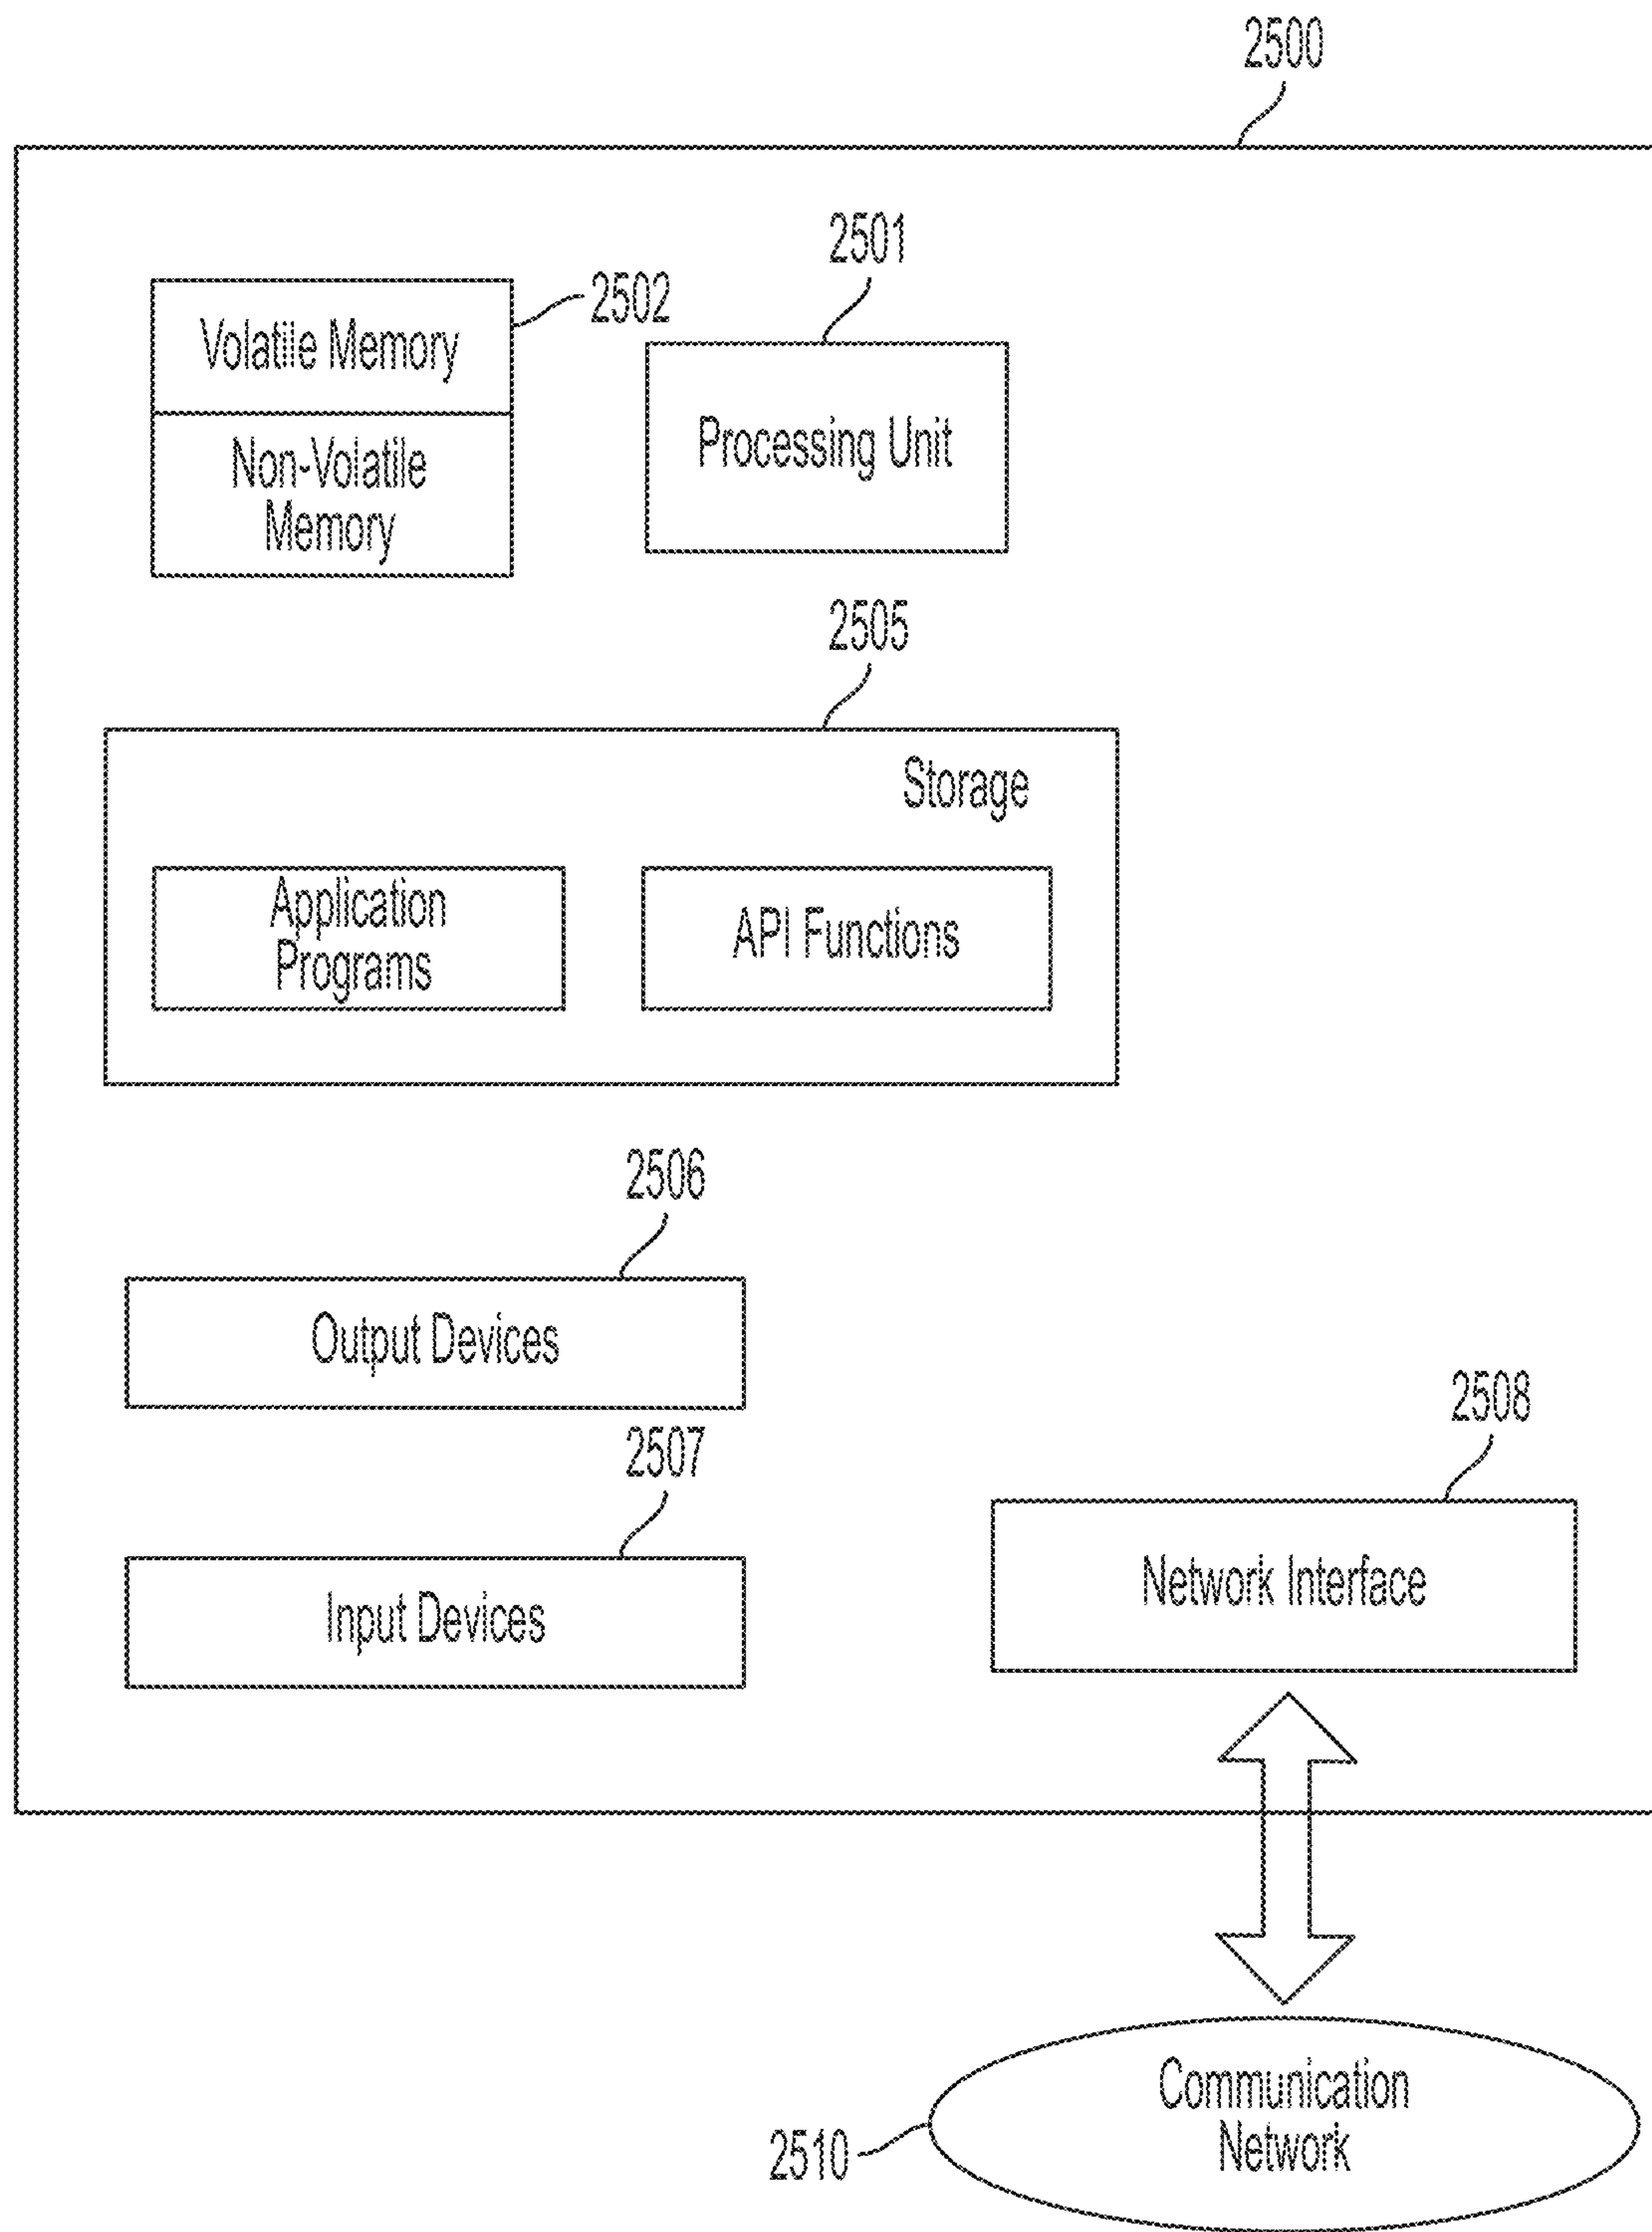 2500
2501
2502
Volatile Memory
Processing Unit
Non-Volatile
Memory
2505
Storage
Application
Programs
API Functions
2506
Output Devices
2508
2507
Network Interface
Input Devices
Communication
Network
2510